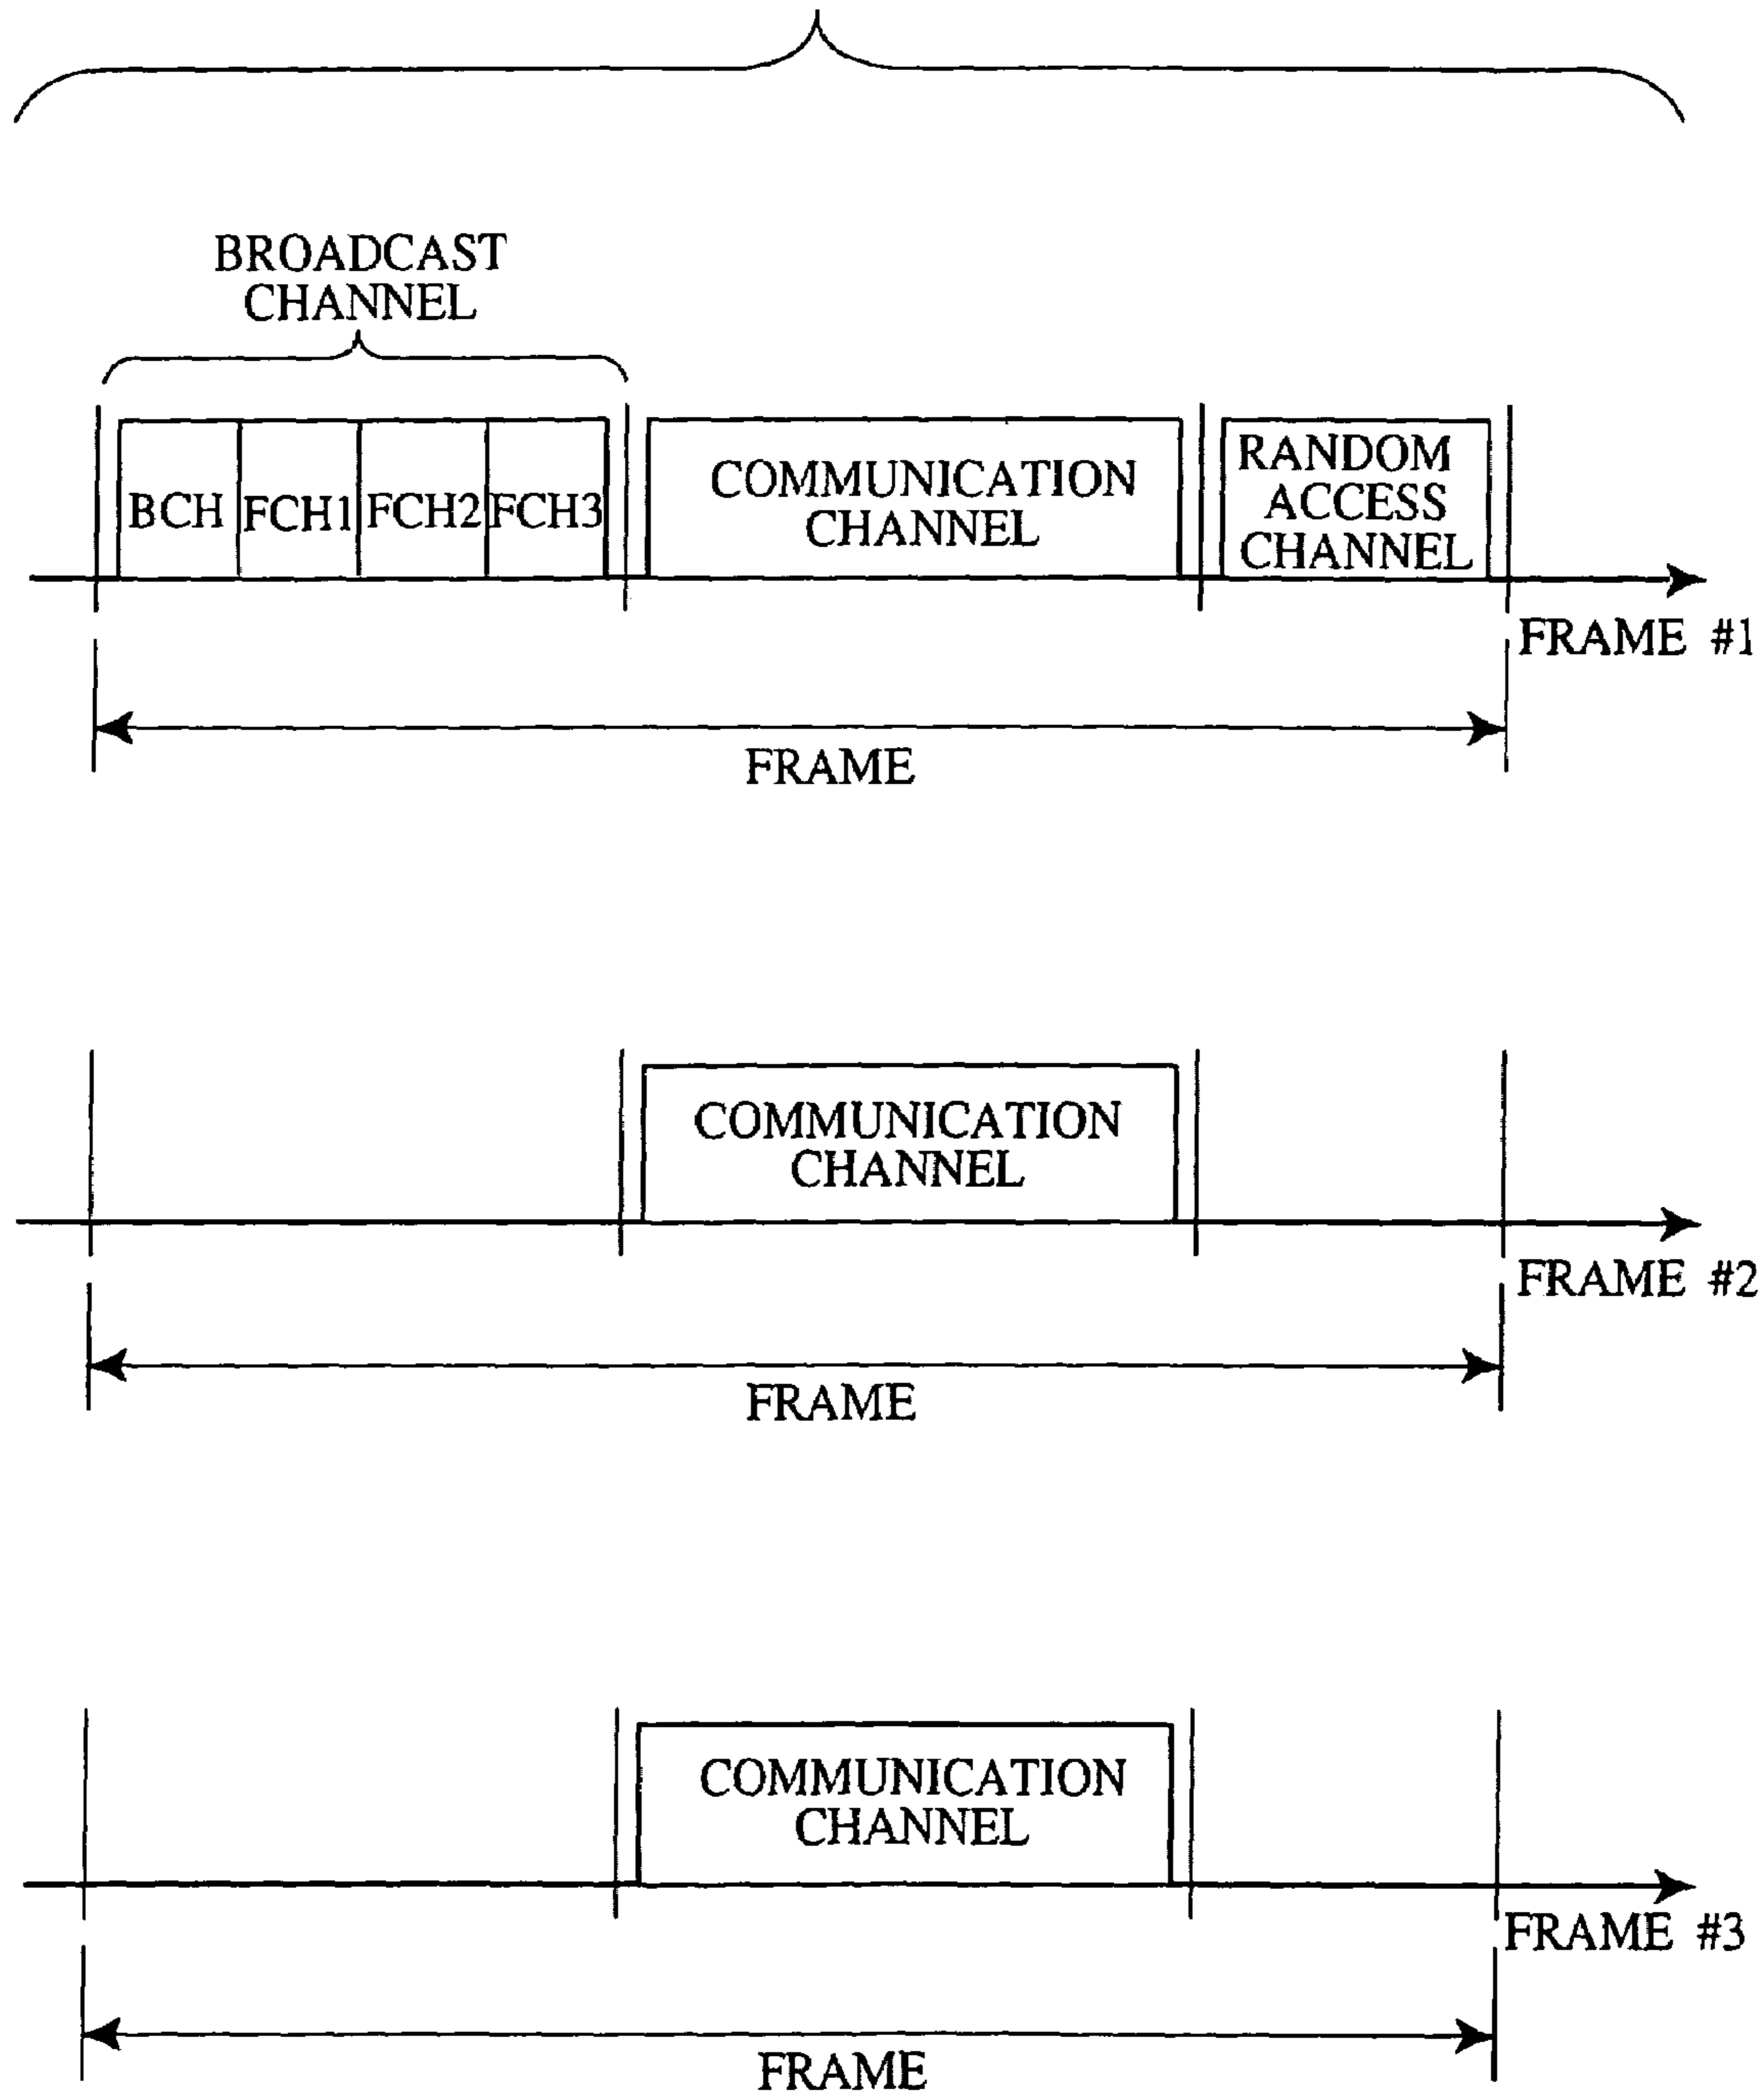 BROADCAST
CHANNEL
BCH FCH1 FCH2 FCH3
COMMUNICATION
CHANNEL
RANDOM
ACCESS
CHANNEL
FRAME #1
FRAME
COMMUNICATION
CHANNEL
FRAME #2
FRAME
COMMUNICATION
CHANNEL
FRAME #3
FRAME